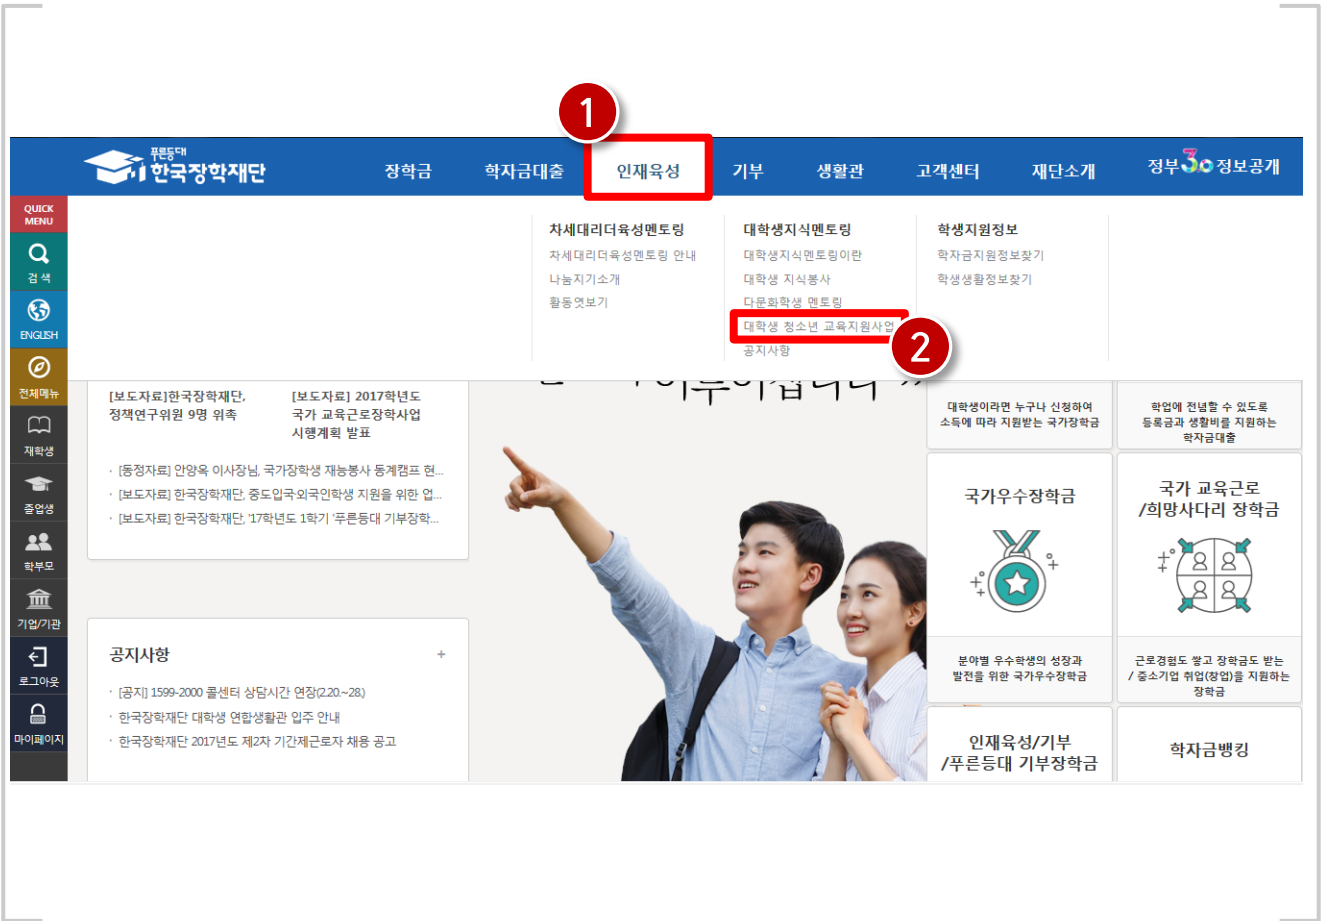 1
푸른등대
한국장학재단
장학금
학자금대출
인재육성
기부
생활관
고객센터
재단소개
정부3.0정보공개
QUICK
MENU
검색
ENGLISH
전체메뉴
재학생
졸업생
학부모
기업/기관
로그아웃
마이페이지
차세대리더육성멘토링
차세대리더육성멘토링 안내
나눔지기소개
활동엿보기
대학생지식멘토링
대학생지식멘토링이란
대학생 지식봉사
다문화학생 멘토링
대학생 청소년 교육지원사업
공지사항
2
학생지원정보
학자금지원정보찾기
학생생활정보찾기
[보도자료]한국장학재단,
정책연구위원 9명 위촉
[보도자료] 2017학년도
국가 교육근로장학사업
시행계획 발표
· [동정자료] 안양옥 이사장님, 국가장학생 재능봉사 동계캠프 현...
· [보도자료] 한국장학재단, 중도입국·외국인학생 지원을 위한 업...
· [보도자료] 한국장학재단, '17학년도 1학기 '푸른등대 기부장학...
공지사항
+
· [공지] 1599-2000 콜센터 상담시간 연장(2.20.~28.)
· 한국장학재단 대학생 연합생활관 입주 안내
· 한국장학재단 2017년도 제2차 기간제근로자 채용 공고
대학생이라면 누구나 신청하여
소득에 따라 지원받는 국가장학금
학업에 전념할 수 있도록
등록금과 생활비를 지원하는
학자금대출
국가우수장학금
분야별 우수학생의 성장과
발전을 위한 국가우수장학금
국가 교육근로
/희망사다리 장학금
근로경험도 쌓고 장학금도 받는
/ 중소기업 취업(창업)을 지원하는
장학금
인재육성/기부
/푸른등대 기부장학금
학자금뱅킹